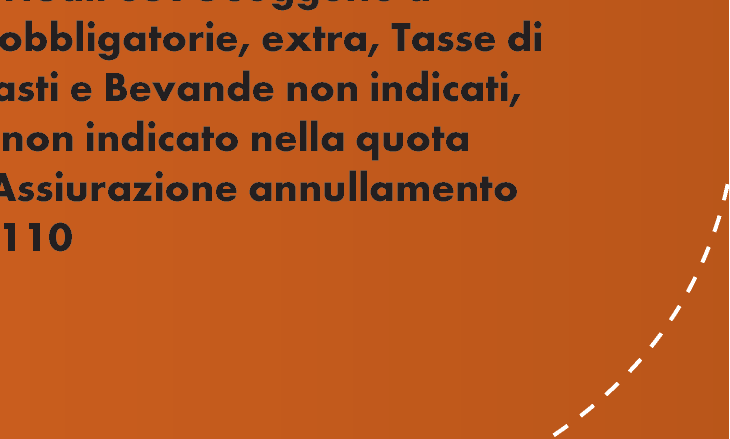 obbligatorie, extra, Tasse di
asti e Bevande non indicati,
non indicato nella quota
Assiurazione annullamento
110